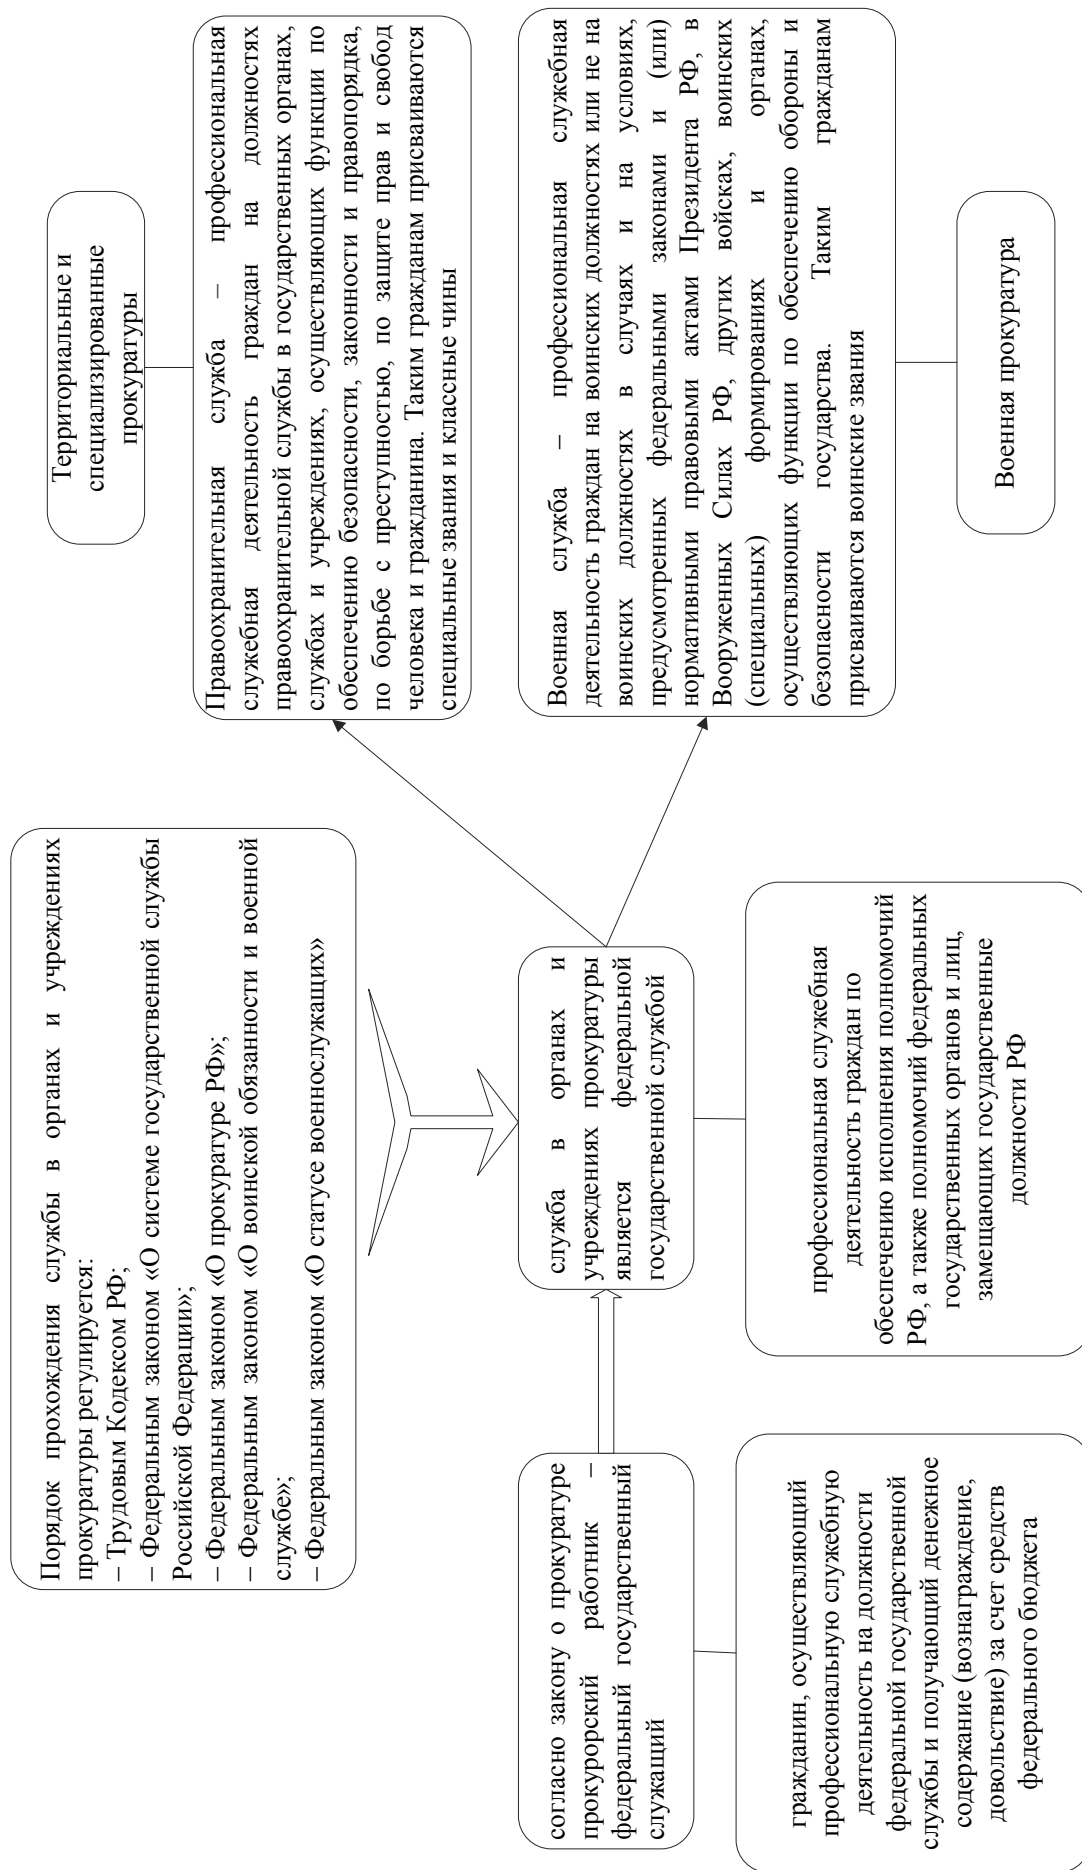 Порядок прохождения службы в органах и учреждениях
прокуратуры регулируется:
– Трудовым Кодексом РФ;
– Федеральным законом «О системе государственной службы
Российской Федерации»;
– Федеральным законом «О прокуратуре РФ»;
– Федеральным законом «О воинской обязанности и военной
службе»;
– Федеральным законом «О статусе военнослужащих»
Территориальные и
специализированные
прокуратуры
Правоохранительная служба – профессиональная
служебная деятельность граждан на должностях
правоохранительной службы в государственных органах,
службах и учреждениях, осуществляющих функции по
обеспечению безопасности, законности и правопорядка,
по борьбе с преступностью, по защите прав и свобод
человека и гражданина. Таким гражданам присваиваются
специальные звания и классные чины
согласно закону о прокуратуре
прокурорский работник –
федеральный государственный
служащий
служба в органах и
учреждениях прокуратуры
является федеральной
государственной службой
Военная служба – профессиональная служебная
деятельность граждан на воинских должностях или не на
воинских должностях в случаях и на условиях,
предусмотренных федеральными законами и (или)
нормативными правовыми актами Президента РФ, в
Вооруженных Силах РФ, других войсках, воинских
(специальных) формированиях и органах,
осуществляющих функции по обеспечению обороны и
безопасности государства. Таким гражданам
присваиваются воинские звания
гражданин, осуществляющий
профессиональную служебную
деятельность на должности
федеральной государственной
службы и получающий денежное
содержание (вознаграждение,
довольствие) за счет средств
федерального бюджета
профессиональная служебная
деятельность граждан по
обеспечению исполнения полномочий
РФ, а также полномочий федеральных
государственных органов и лиц,
замещающих государственные
должности РФ
Военная прокуратура